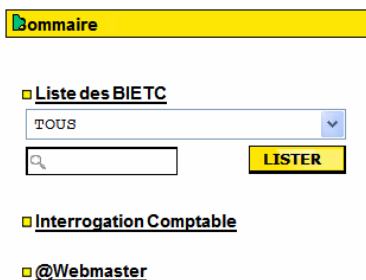 Sommaire
Liste des BIETC
TOUS
LISTER
Interrogation Comptable
@Webmaster